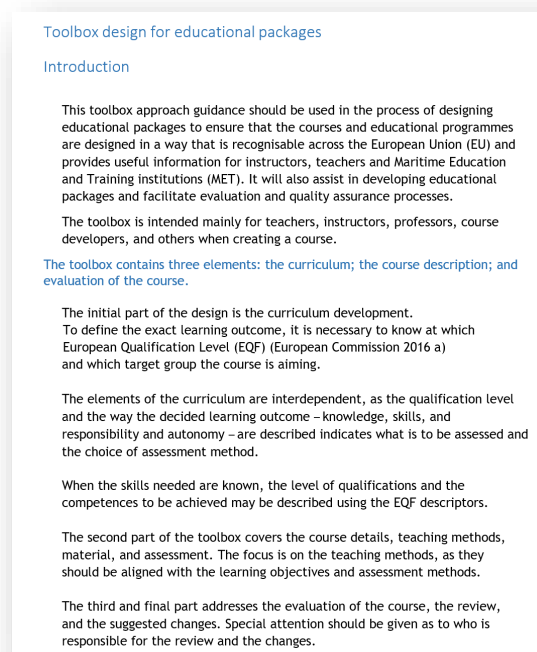 Toolbox design for educational packages
Introduction
This toolbox approach guidance should be used in the process of designing
educational packages to ensure that the courses and educational programmes
are designed in a way that is recognisable across the European Union (EU) and
provides useful information for instructors, teachers and Maritime Education
and Training institutions (MET). It will also assist in developing educational
packages and facilitate evaluation and quality assurance processes.
The toolbox is intended mainly for teachers, instructors, professors, course
developers, and others when creating a course.
The toolbox contains three elements: the curriculum; the course description; and
evaluation of the course.
The initial part of the design is the curriculum development.
To define the exact learning outcome, it is necessary to know at which
European Qualification Level (EQF) (European Commission 2016 a)
and which target group the course is aiming.
The elements of the curriculum are interdependent, as the qualification level
and the way the decided learning outcome – knowledge, skills, and
responsibility and autonomy – are described indicates what is to be assessed and
the choice of assessment method.
When the skills needed are known, the level of qualifications and the
competences to be achieved may be described using the EQF descriptors.
The second part of the toolbox covers the course details, teaching methods,
material, and assessment. The focus is on the teaching methods, as they
should be aligned with the learning objectives and assessment methods.
The third and final part addresses the evaluation of the course, the review,
and the suggested changes. Special attention should be given as to who is
responsible for the review and the changes.